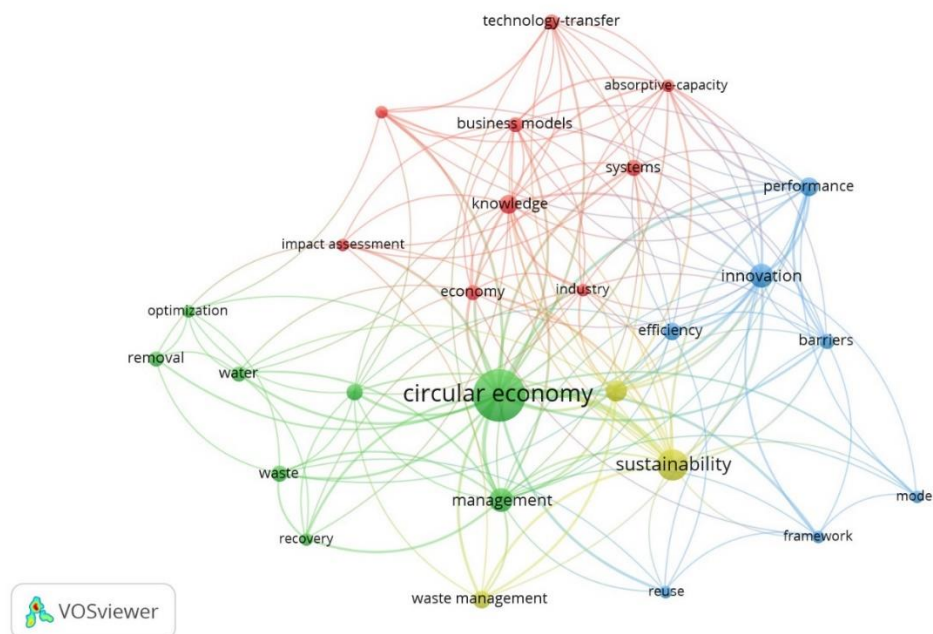 technology-transfer
absorptive-capacity
business models
systems
performance
knowledge
impact assessment
innovation
economy
industry
optimization
efficiency
barriers
removal
water
circular economy
sustainability
waste
management
mode
framework
recovery
reuse
waste management
VOSviewer